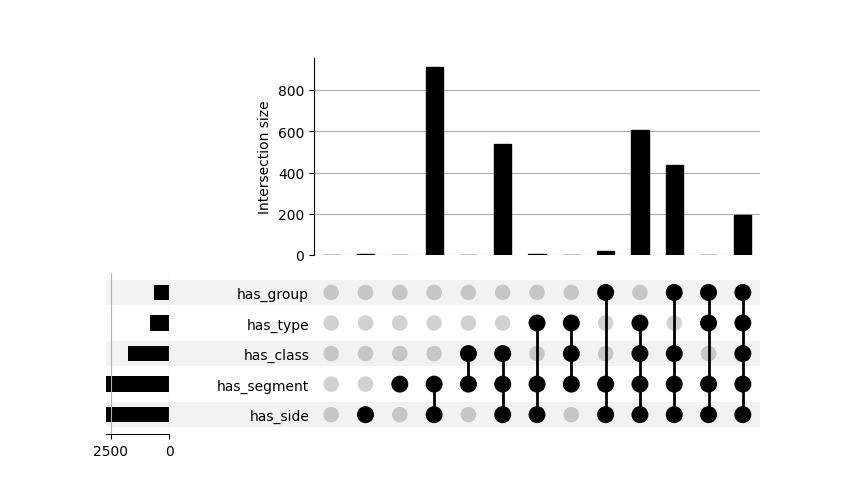 Intersection size
800
600
400
200
0
has_group
has_type
has_class
has_segment
has_side
2500 0